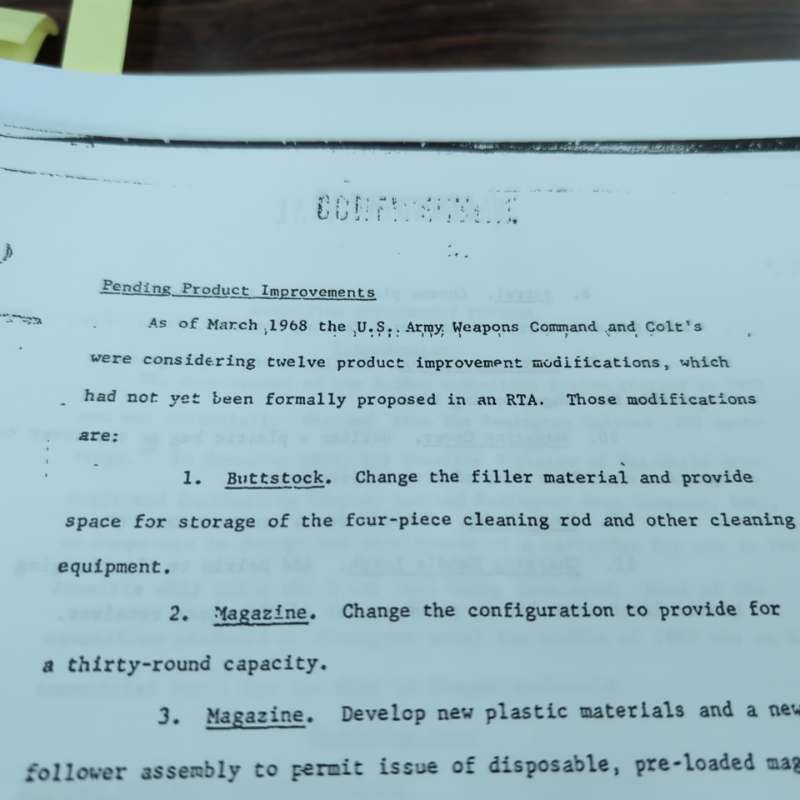 Pending Product Improvements
As of March 1968 the U.S. Army Weapons Command and Colt's
were considering twelve product improvement modifications, which
had not yet been formally proposed in an RTA. Those modifications
are:
1. Buttstock. Change the filler material and provide
space for storage of the four-piece cleaning rod and other cleaning
equipment.
2. Magazine. Change the configuration to provide for
a thirty-round capacity.
3. Magazine. Develop new plastic materials and a new
follower assembly to permit issue of disposable, pre-loaded mag